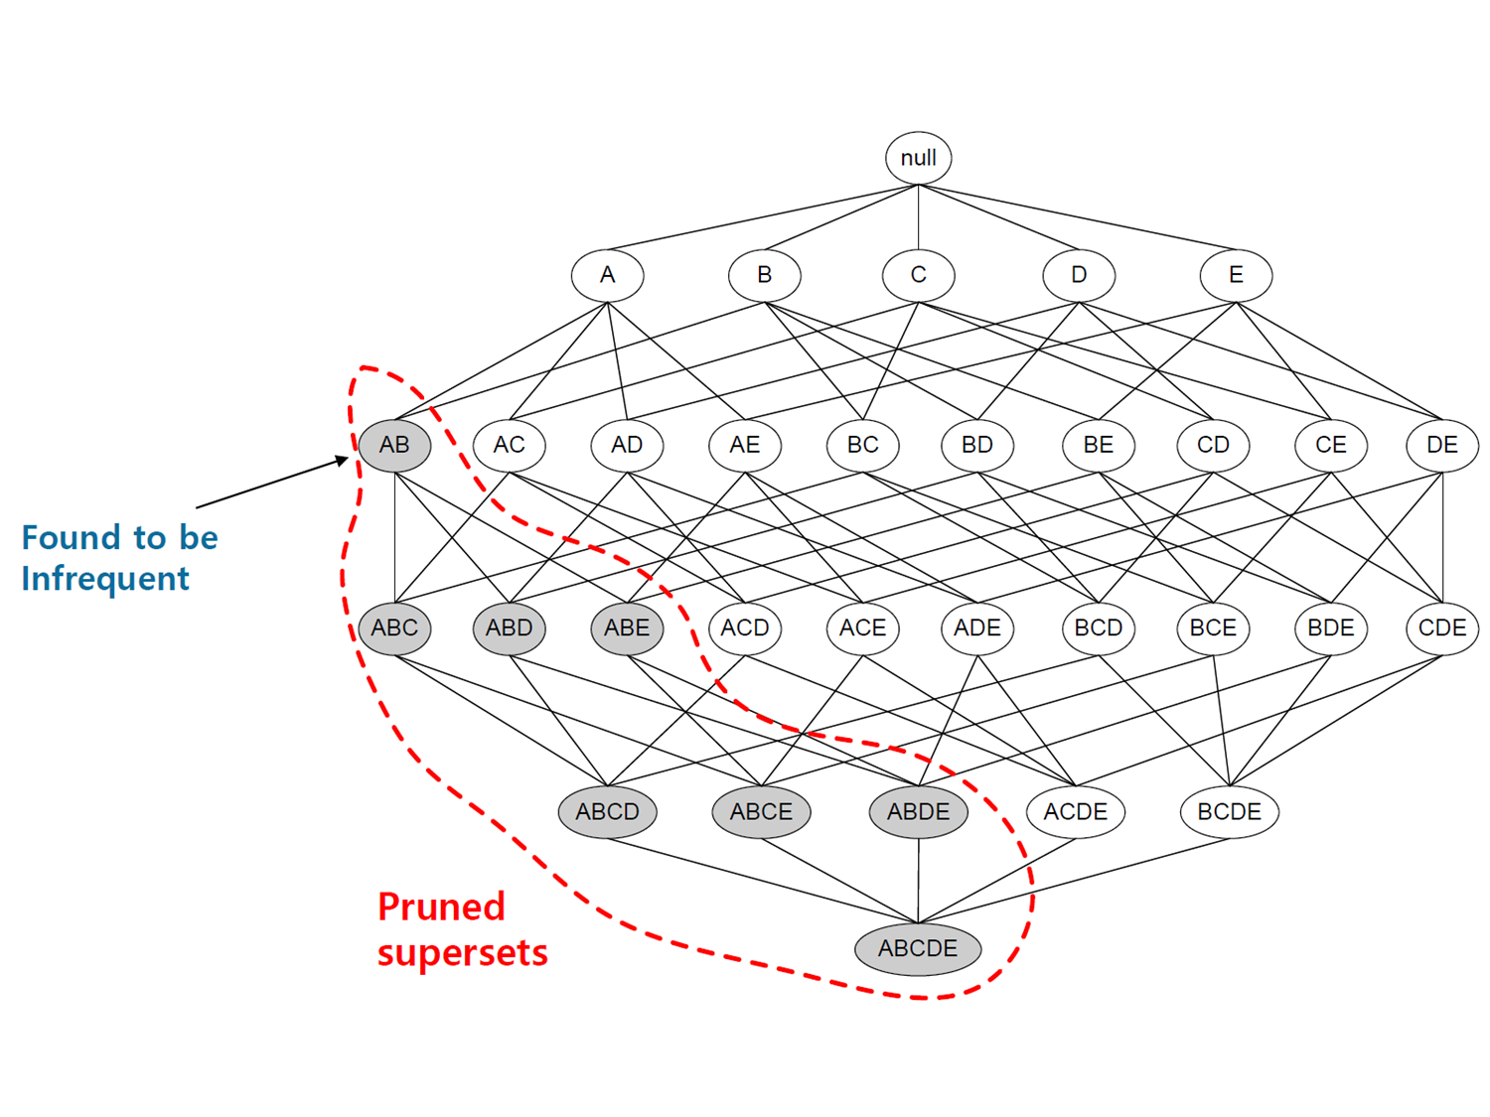 null
A B C D E
AB AC AD AE BC BD BE CD CE DE
Found to be
Infrequent
ABC ABD ABE ACD ACE ADE BCD BCE BDE CDE
ABCD ABCE ABDE ACDE BCDE
Pruned
supersets
ABCDE